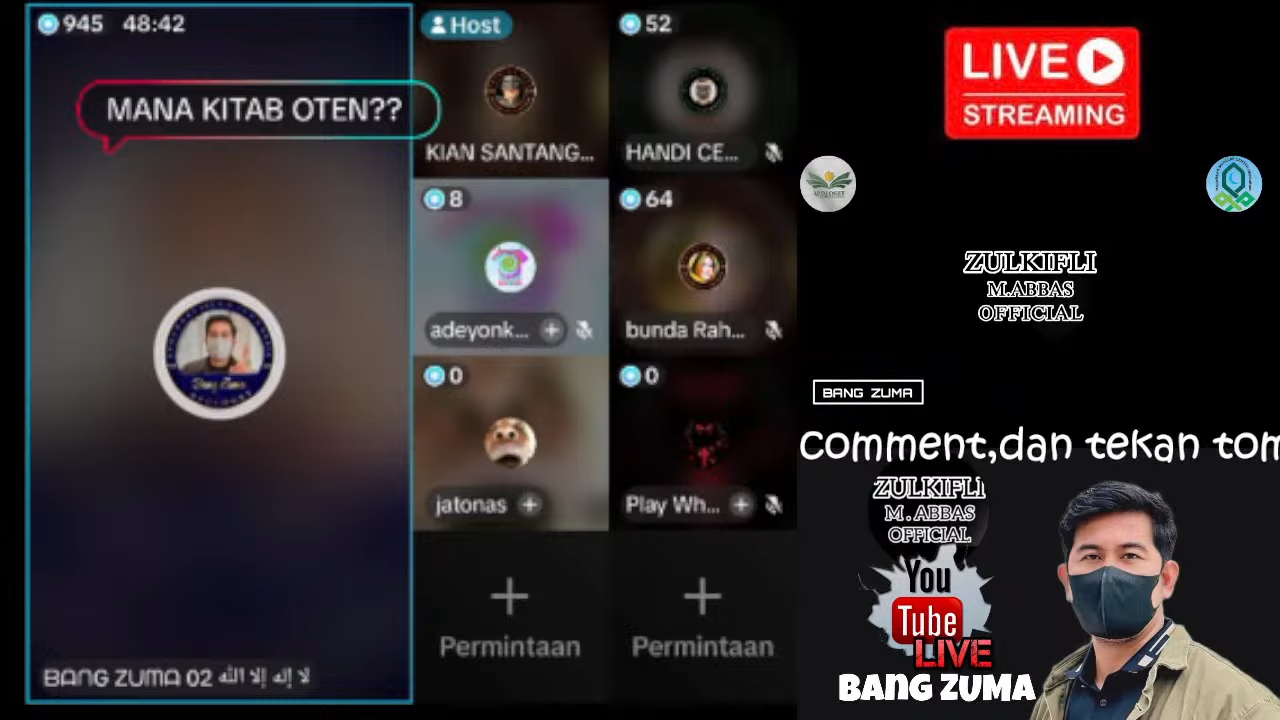 945 48:42
MANA KITAB OTEN??
Bang Zuma
BANG ZUMA 02 لا إله إلا الله
Host
KIAN SANTANG...
52
HANDI CE...
8
adeyonk... +
64
bunda Rah...
0
jatonas +
0
Play Wh... +
+
Permintaan
+
Permintaan
LIVE
STREAMING
ZULKIFLI
M.ABBAS
OFFICIAL
BANG ZUMA
comment,dan tekan tom
ZULKIFLI
M.ABBAS
OFFICIAL
You
Tube
LIVE
BANG ZUMA